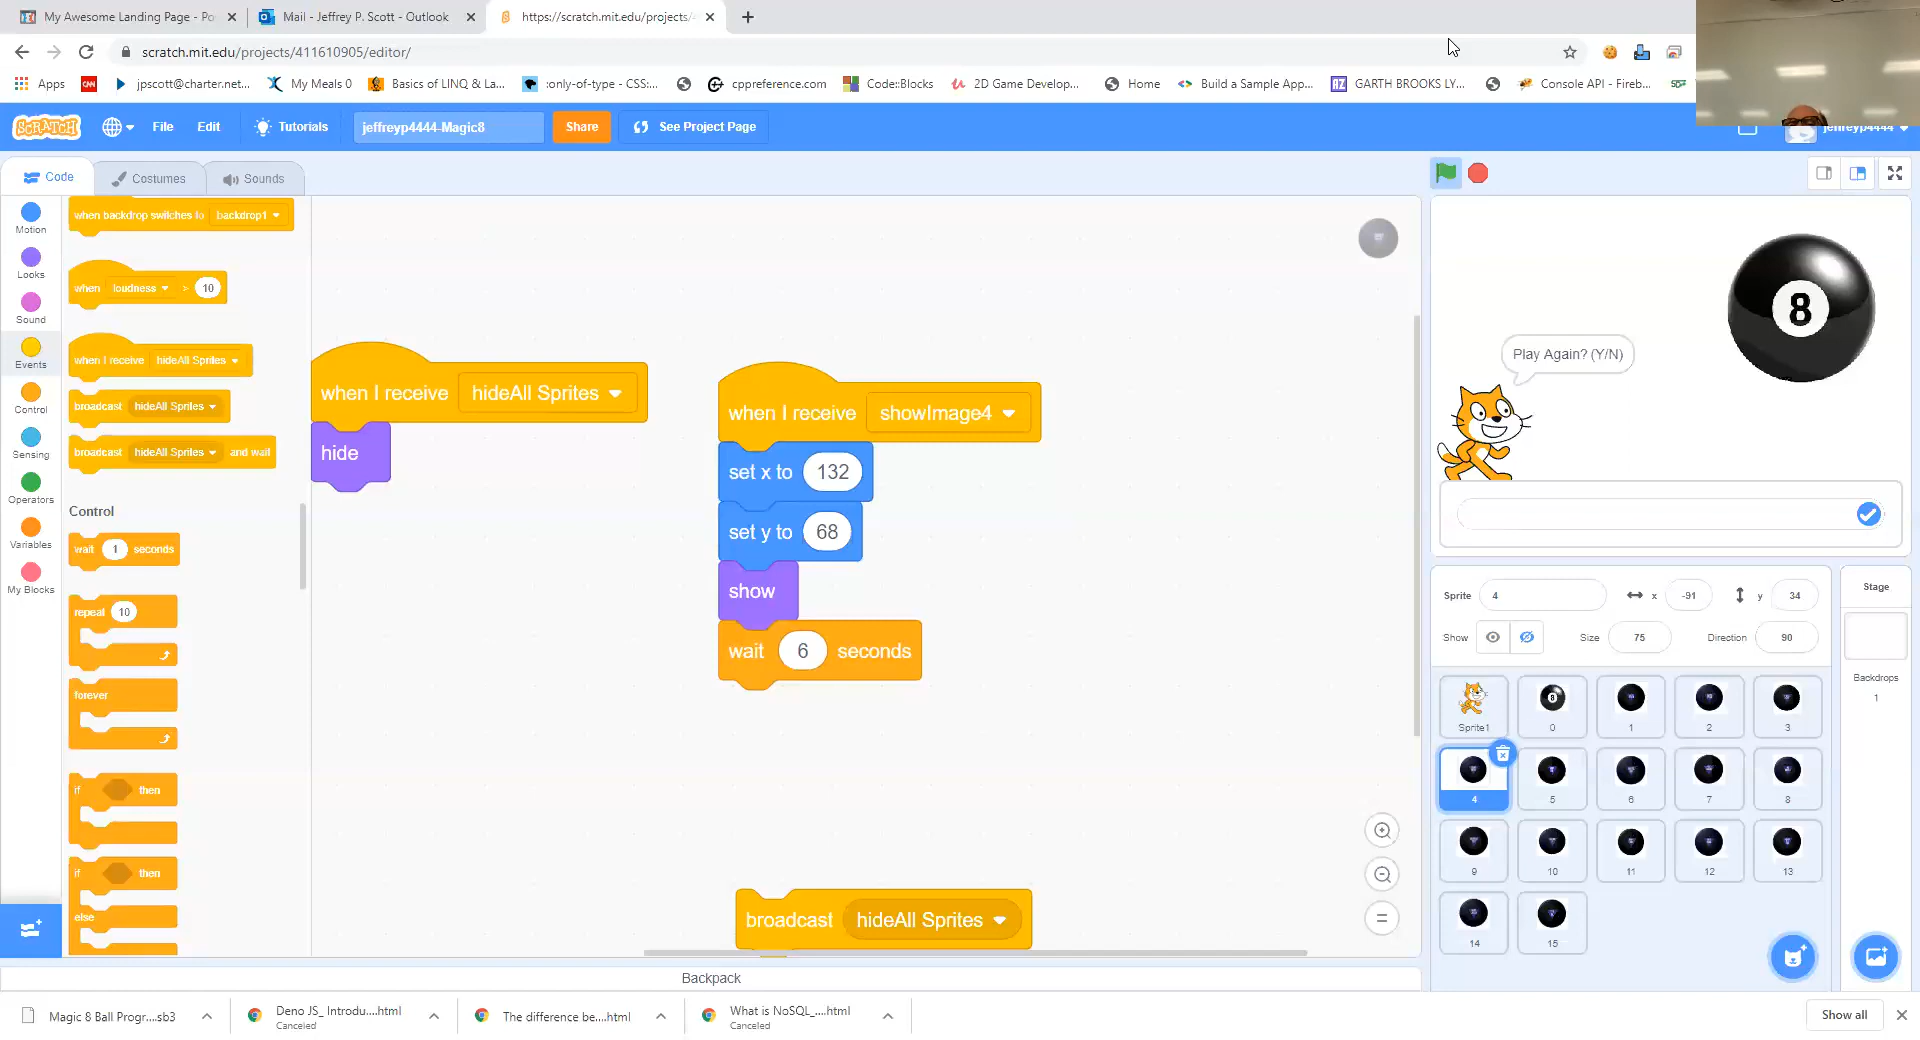 My Awesome Landing Page - Po
Mail - Jeffrey P. Scott - Outlook
https://scratch.mit.edu/projects/4
scratch.mit.edu/projects/411610905/editor/
Apps
CNN
jpscott@charter.net...
My Meals 0
Basics of LINQ & La...
:only-of-type - CSS:...
cppreference.com
Code::Blocks
2D Game Develop...
Home
Build a Sample App...
AZ
GARTH BROOKS LY...
Console API - Fireb...
SCRATCH
File
Edit
Tutorials
jeffreyp4444-Magic8
Share
See Project Page
jeffreyp4444
Code
Costumes
Sounds
Motion
Looks
Sound
Events
Control
Sensing
Operators
Variables
My Blocks
when backdrop switches to backdrop1
when loudness > 10
when I receive hideAll Sprites
broadcast hideAll Sprites
broadcast hideAll Sprites and wait
Control
wait 1 seconds
repeat 10
forever
if then
if then
else
when I receive hideAll Sprites
hide
when I receive showImage4
set x to 132
set y to 68
show
wait 6 seconds
broadcast hideAll Sprites
Backpack
8
Play Again? (Y/N)
Sprite 4 x -91 y 34
Show Size 75 Direction 90
Stage
Backdrops
1
Sprite1 0 1 2 3
4 5 6 7 8
9 10 11 12 13
14 15
Magic 8 Ball Progr....sb3
Deno JS_ Introdu....html
Canceled
The difference be....html
What is NoSQL_....html
Canceled
Show all